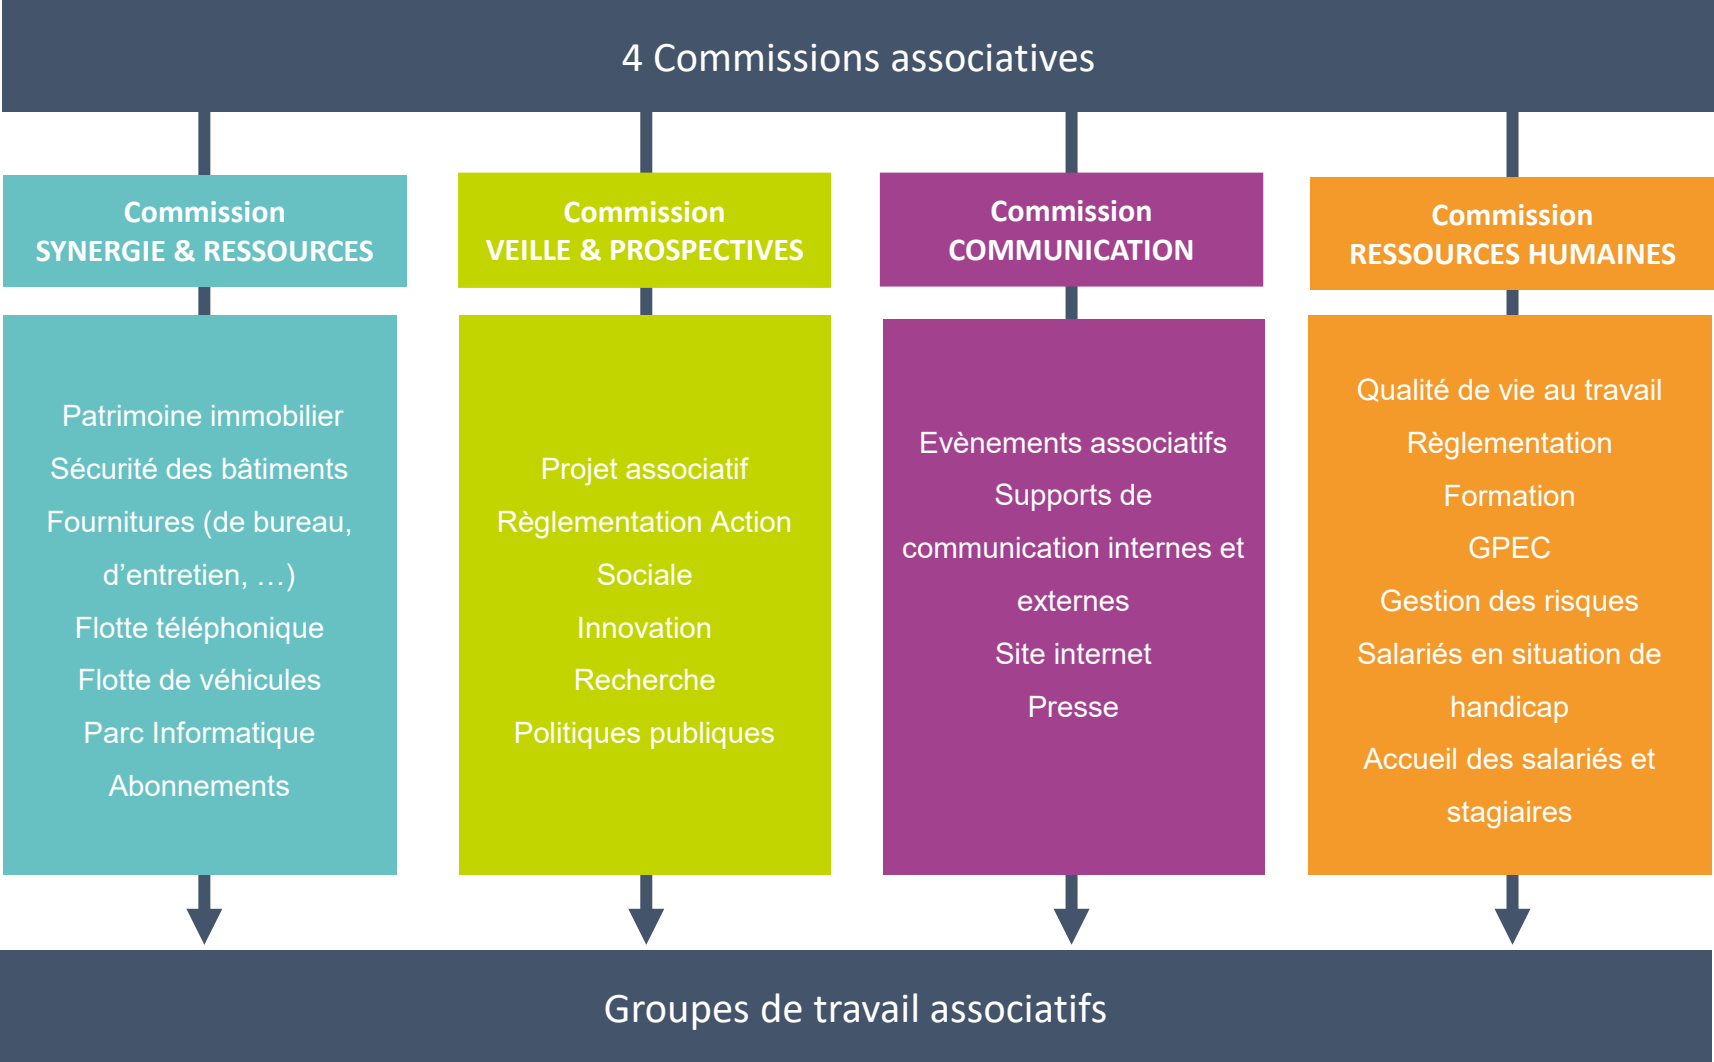 4 Commissions associatives
Commission
SYNERGIE & RESSOURCES
Patrimoine immobilier
Sécurité des bâtiments
Fournitures (de bureau,
d’entretien, …)
Flotte téléphonique
Flotte de véhicules
Parc Informatique
Abonnements
Commission
VEILLE & PROSPECTIVES
Projet associatif
Règlementation Action
Sociale
Innovation
Recherche
Politiques publiques
Commission
COMMUNICATION
Evènements associatifs
Supports de
communication internes et
externes
Site internet
Presse
Commission
RESSOURCES HUMAINES
Qualité de vie au travail
Règlementation
Formation
GPEC
Gestion des risques
Salariés en situation de
handicap
Accueil des salariés et
stagiaires
Groupes de travail associatifs